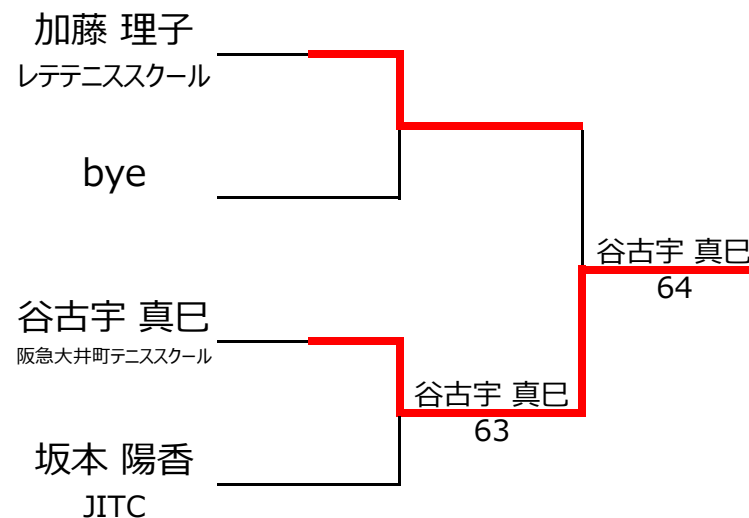 加藤 理子
レテテニススクール
bye
谷古宇 真巳
64
谷古宇 真巳
阪急大井町テニススクール
谷古宇 真巳
63
坂本 陽香
JITC